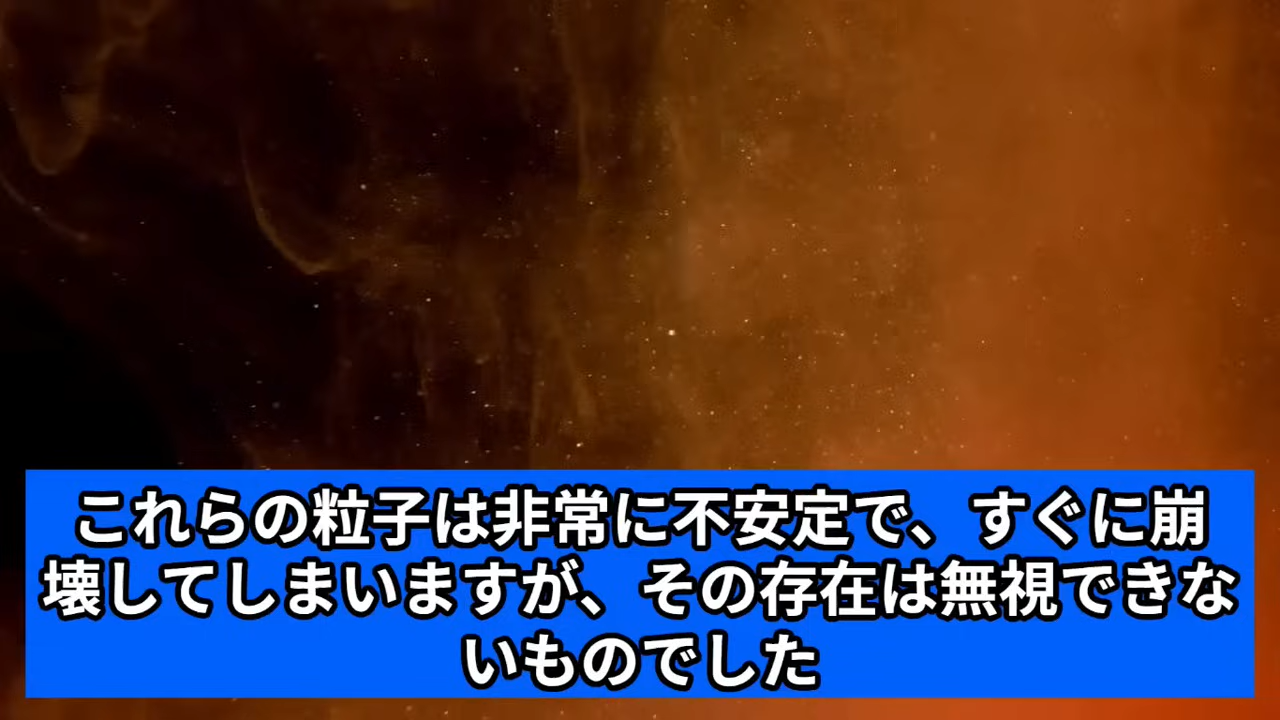 これらの粒子は非常に不安定で、すぐに崩
壊してしまいますが、その存在は無視できな
いものでした